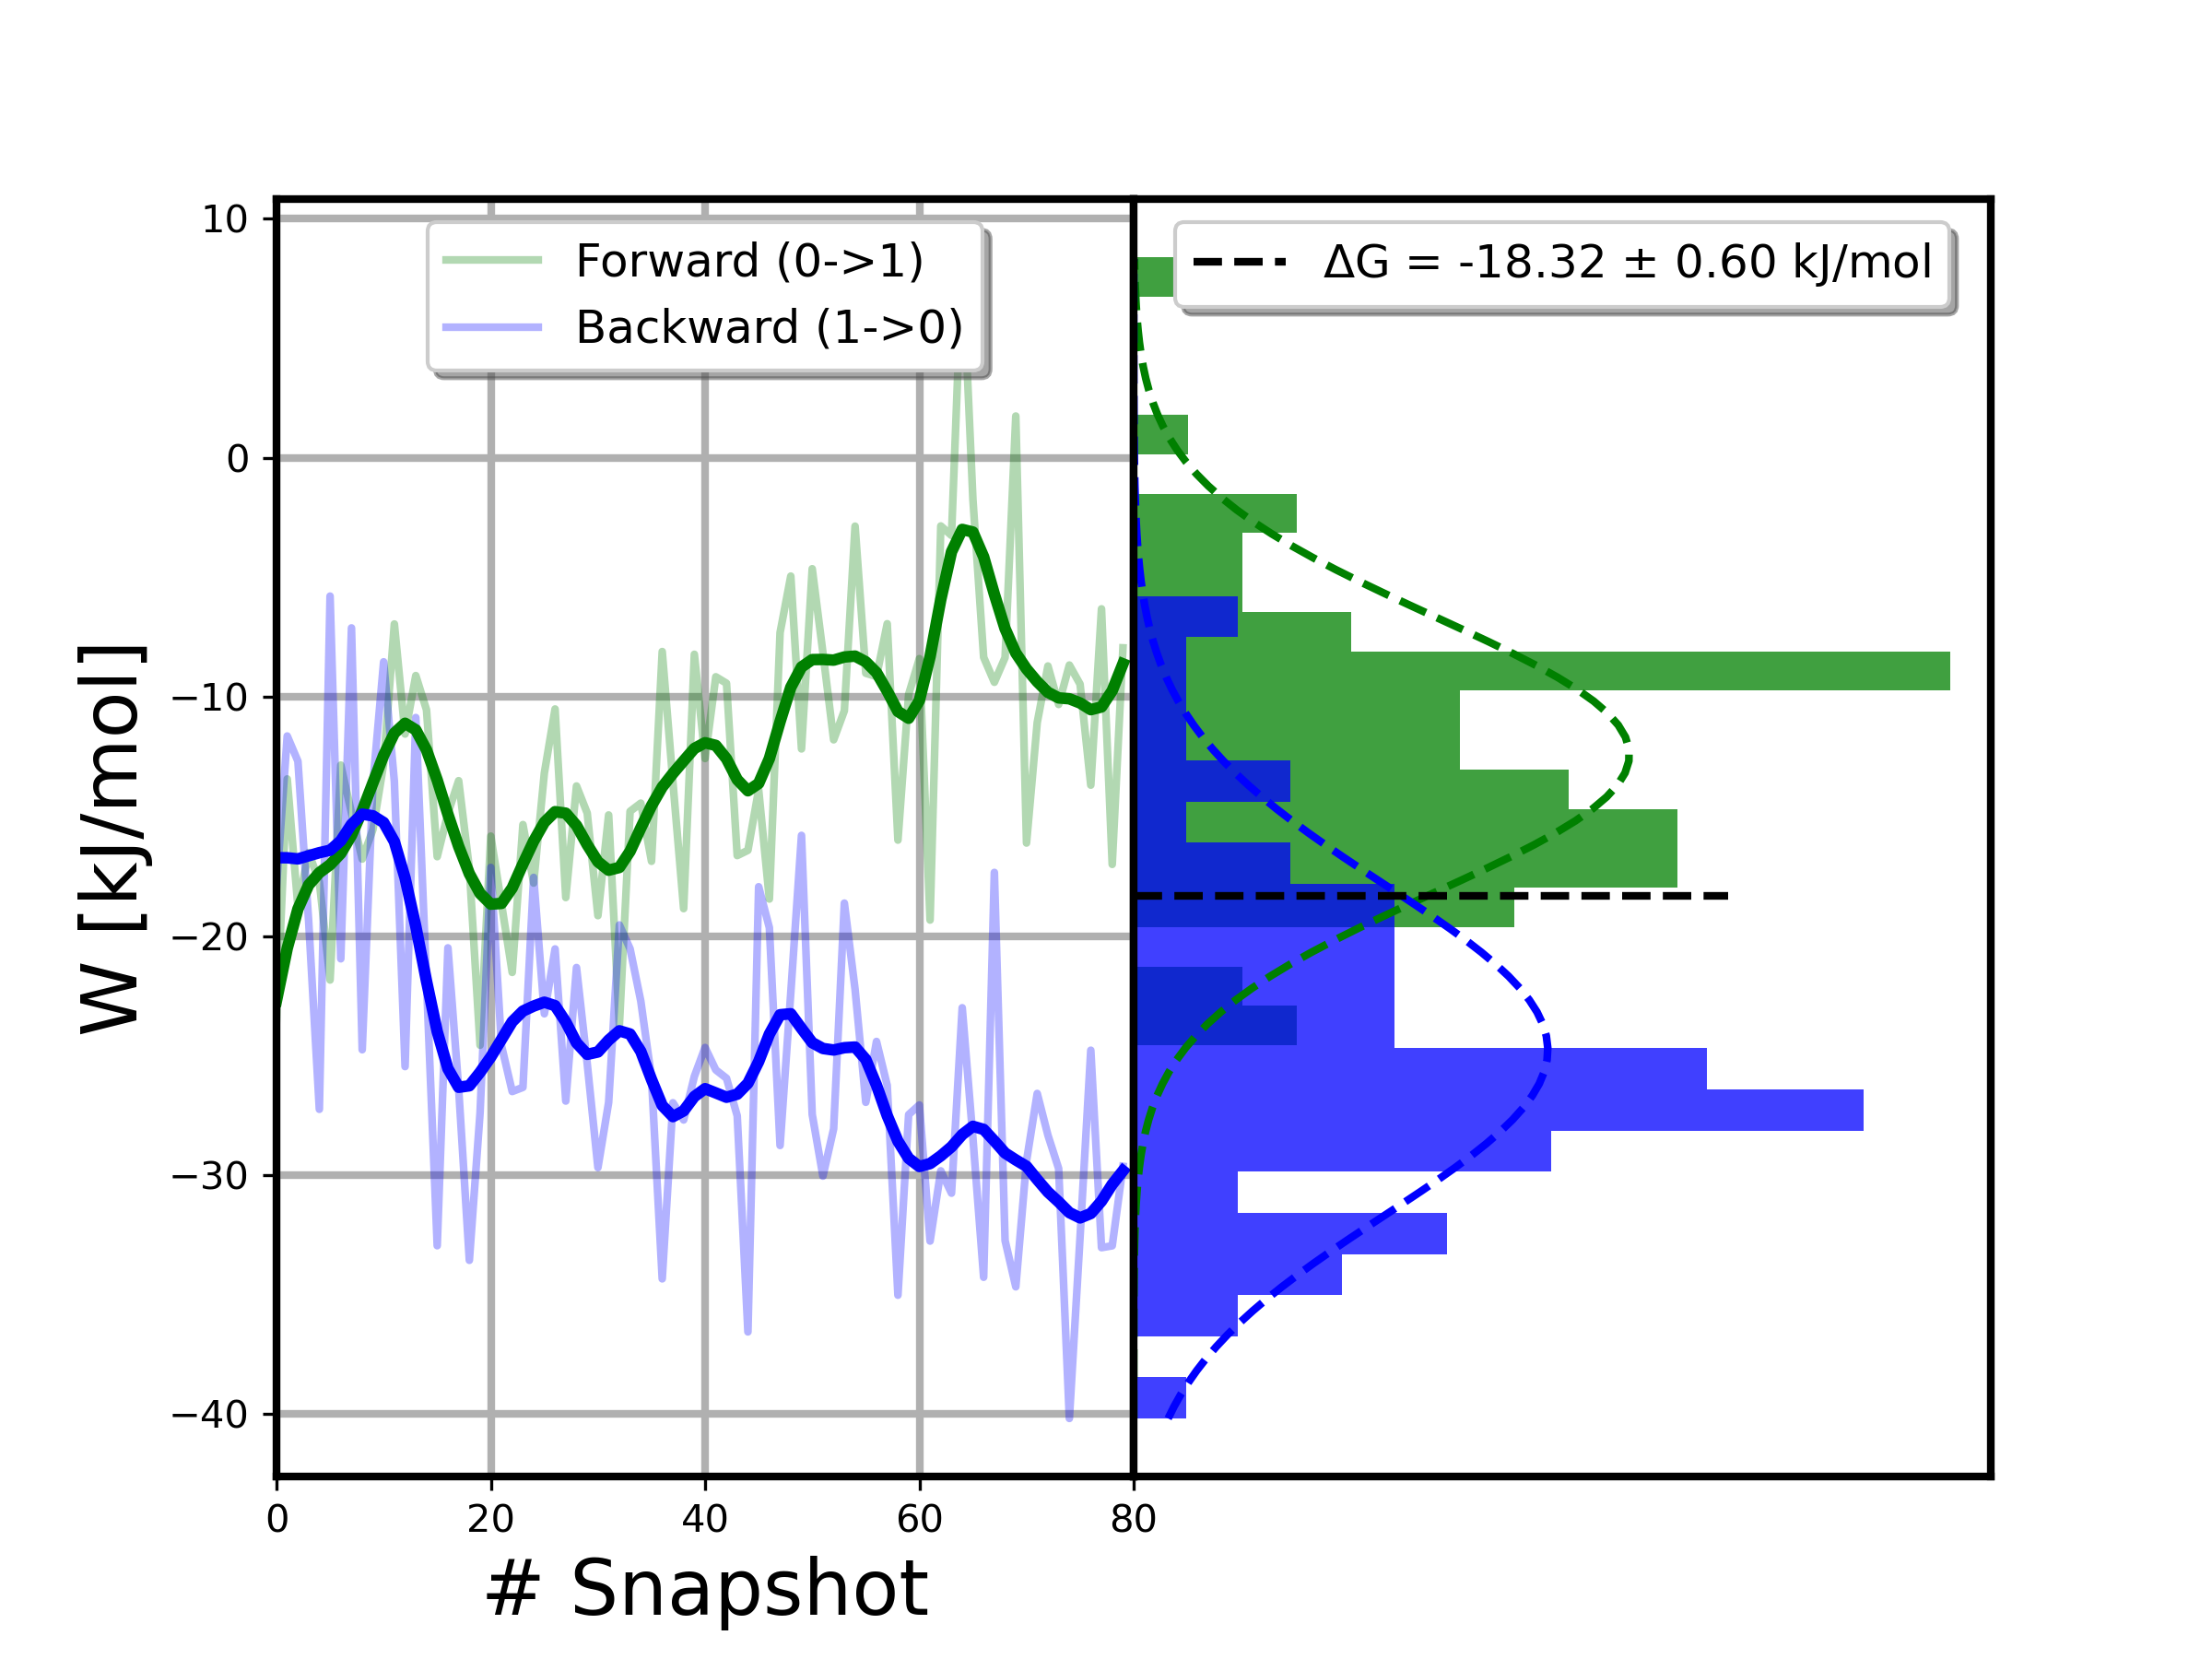 Forward (0->1)
Backward (1->0)
ΔG = -18.32 ± 0.60 kJ/mol
W [kJ/mol]
10
0
−10
−20
−30
−40
0 20 40 60 80
# Snapshot